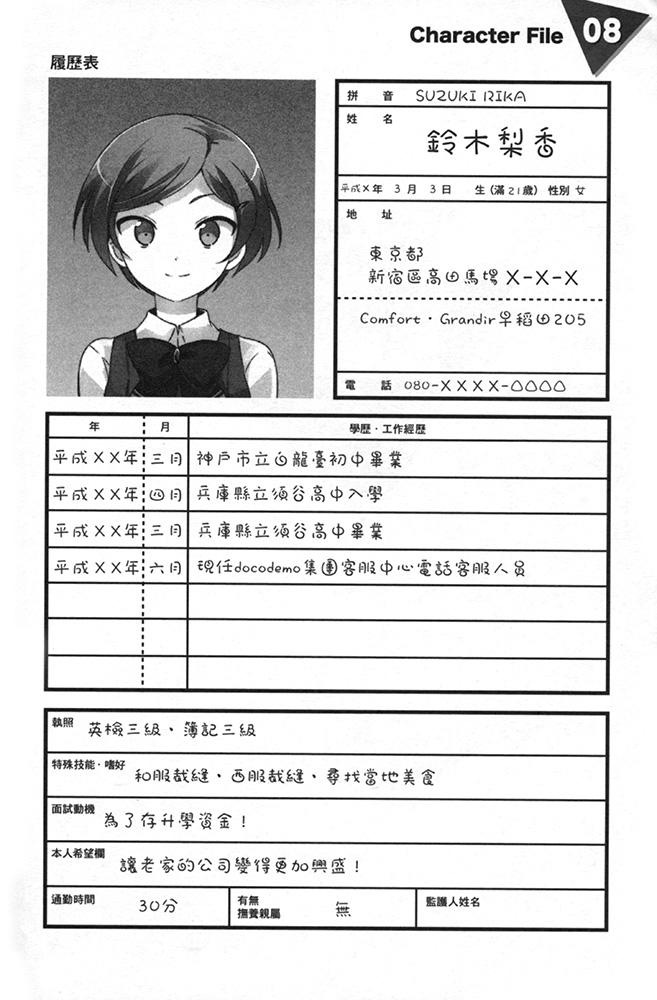 Character File 08
履歷表
拼音 SUZUKI RIKA
姓名
鈴木梨香
平成X年 3月 3日 生(滿21歲) 性別 女
地址
東京都
新宿區高田馬場 X-X-X
Comfort・Grandir早稻田205
電話 080-XXXX-○○○○
年 月 學歷・工作經歷
平成XX年 三月 神戶市立白龍臺初中畢業
平成XX年 四月 兵庫縣立須谷高中入學
平成XX年 三月 兵庫縣立須谷高中畢業
平成XX年 六月 現任docodemo集團客服中心電話客服人員
執照 英檢三級、簿記三級
特殊技能・嗜好 和服裁縫、西服裁縫、尋找當地美食
面試動機 為了存升學資金!
本人希望欄 讓老家的公司變得更加興盛!
通勤時間 30分
有無
撫養親屬 無
監護人姓名